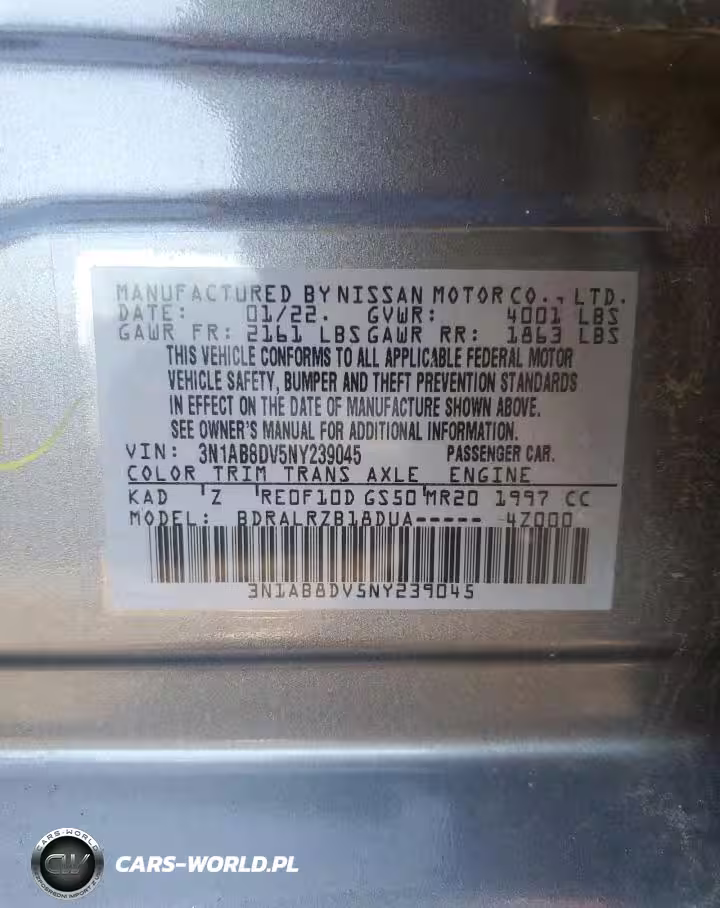 MANUFACTURED BY NISSAN MOTOR CO., LTD.
DATE: 01/22. GVWR: 4001 LBS
GAWR FR: 2161 LBS GAWR RR: 1863 LBS
THIS VEHICLE CONFORMS TO ALL APPLICABLE FEDERAL MOTOR
VEHICLE SAFETY, BUMPER AND THEFT PREVENTION STANDARDS
IN EFFECT ON THE DATE OF MANUFACTURE SHOWN ABOVE.
SEE OWNER'S MANUAL FOR ADDITIONAL INFORMATION.
VIN: 3N1AB8DV5NY239045 PASSENGER CAR.
COLOR TRIM TRANS AXLE ENGINE
KAD Z RE0F10D GS50 MR20 1997 CC
MODEL: BDRALRZB18DUA----- 4Z000
3N1AB8DV5NY239045
CARS-WORLD
CW
CARS-WORLD.PL